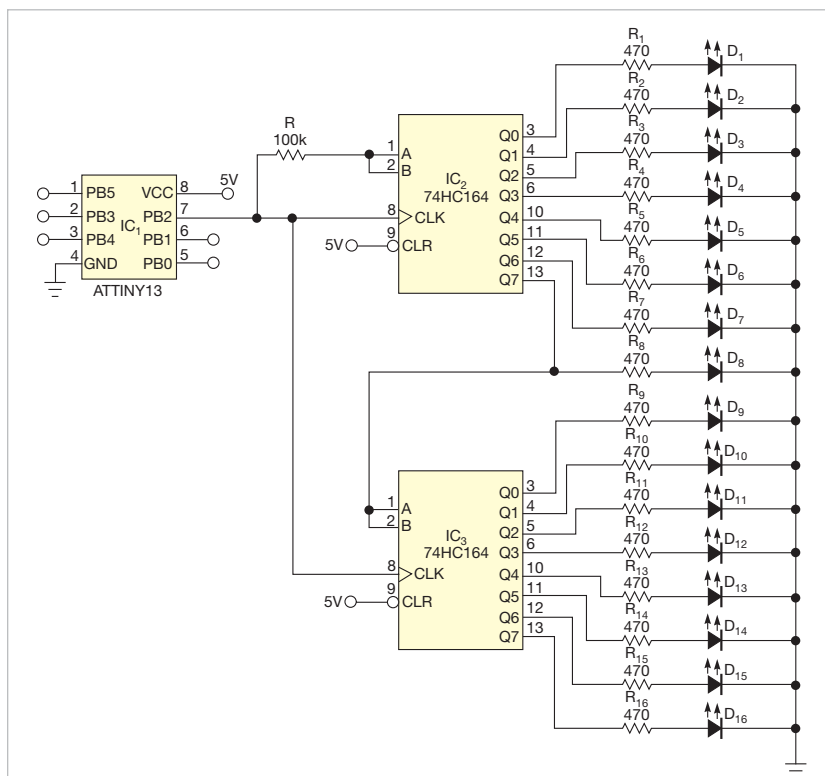 R
100k
1 PB5 VCC 8 5V
2 PB3 PB2 7
IC1
3 PB4 PB1 6
4 GND PB0 5
ATTINY13
1 A
2 B
IC2
74HC164
8 CLK
5V 9 CLR
Q0 3
Q1 4
Q2 5
Q3 6
Q4 10
Q5 11
Q6 12
Q7 13
R1
470 D1
R2
470 D2
R3
470 D3
R4
470 D4
R5
470 D5
R6
470 D6
R7
470 D7
R8
470 D8
1 A
2 B
IC3
74HC164
8 CLK
5V 9 CLR
Q0 3
Q1 4
Q2 5
Q3 6
Q4 10
Q5 11
Q6 12
Q7 13
R9
470 D9
R10
470 D10
R11
470 D11
R12
470 D12
R13
470 D13
R14
470 D14
R15
470 D15
R16
470 D16